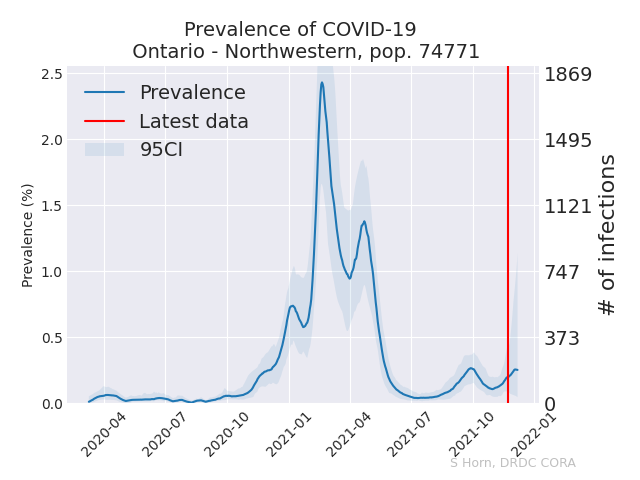 Prevalence of COVID-19
Ontario - Northwestern, pop. 74771
Prevalence
Latest data
95CI
Prevalence (%)
2.5
2.0
1.5
1.0
0.5
0.0
1869
1495
1121
747
373
0
# of infections
2020-04
2020-07
2020-10
2021-01
2021-04
2021-07
2021-10
2022-01
S Horn, DRDC CORA